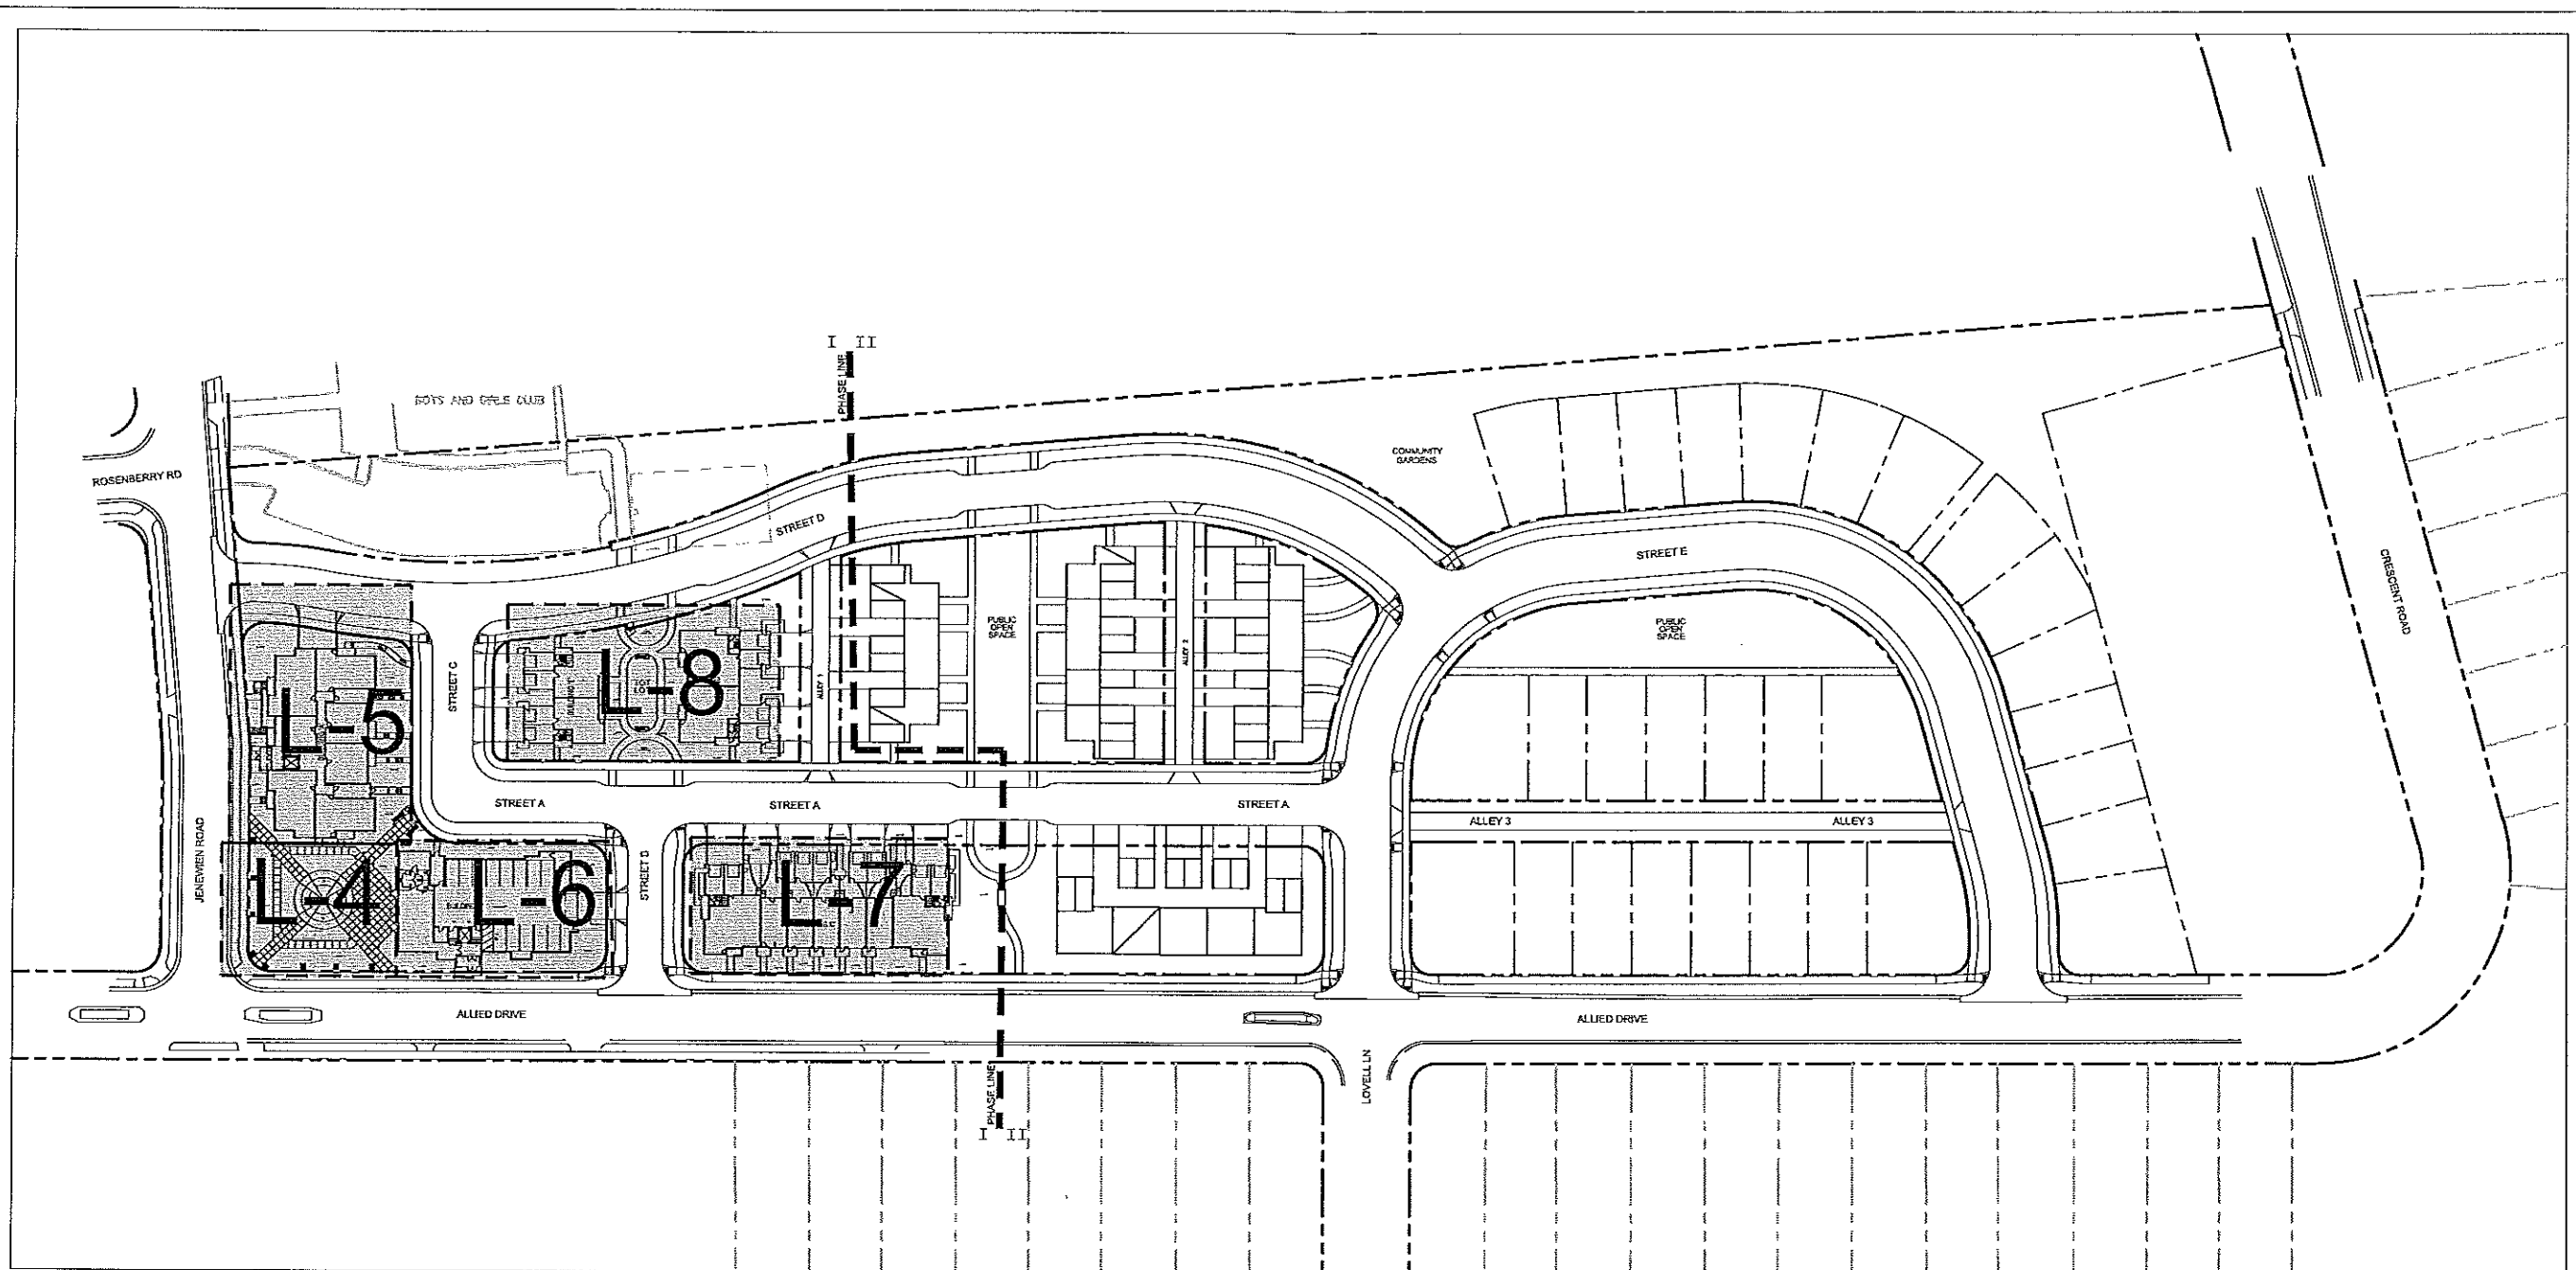 I II
PHASE LINE
BOYS AND GIRLS CLUB
ROSENBERRY RD
COMMUNITY
GARDENS
STREET D
STREET E
CRESCENT ROAD
PUBLIC
OPEN
SPACE
PUBLIC
OPEN
SPACE
STREET C
L-8
ALLEY 1
ALLEY 2
L-5
STREET A
STREET A
STREET A
ALLEY 3
ALLEY 3
JENEWEIN ROAD
L-4
L-6
STREET B
L-7
ALLIED DRIVE
ALLIED DRIVE
LOVELL LN
PHASE LINE
I II